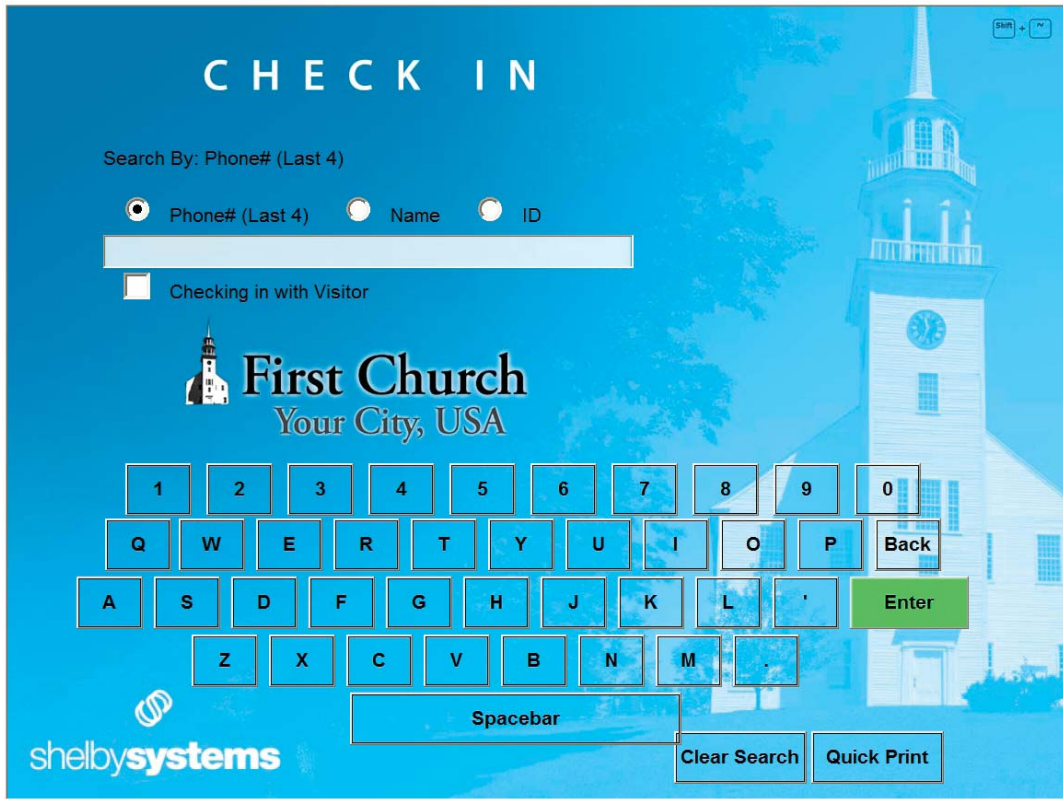 Shift + ~
CHECK IN
Search By: Phone# (Last 4)
Phone# (Last 4) Name ID
Checking in with Visitor
First Church
Your City, USA
1 2 3 4 5 6 7 8 9 0
Q W E R T Y U I O P Back
A S D F G H J K L ' Enter
Z X C V B N M .
Spacebar
shelbysystems
Clear Search Quick Print